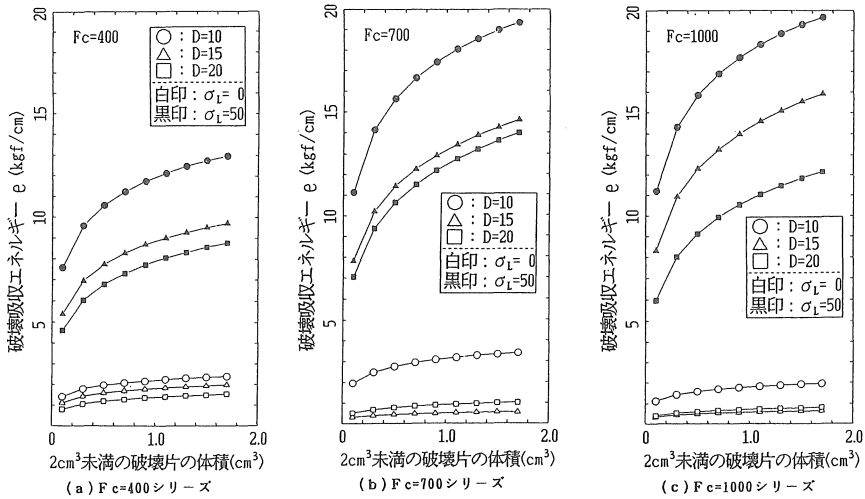 20
15
10
5
破壊吸収エネルギー e (kgf/cm)
Fc=400
○ : D=10
△ : D=15
□ : D=20
白印 : σL= 0
黒印 : σL=50
0
1.0
2.0
2cm³未満の破壊片の体積(cm³)
(a) Fc=400シリーズ
20
15
10
5
破壊吸収エネルギー e (kgf/cm)
Fc=700
○ : D=10
△ : D=15
□ : D=20
白印 : σL= 0
黒印 : σL=50
0
1.0
2.0
2cm³未満の破壊片の体積(cm³)
(b) Fc=700シリーズ
20
15
10
5
破壊吸収エネルギー e (kgf/cm)
Fc=1000
○ : D=10
△ : D=15
□ : D=20
白印 : σL= 0
黒印 : σL=50
0
1.0
2.0
2cm³未満の破壊片の体積(cm³)
(c) Fc=1000シリーズ